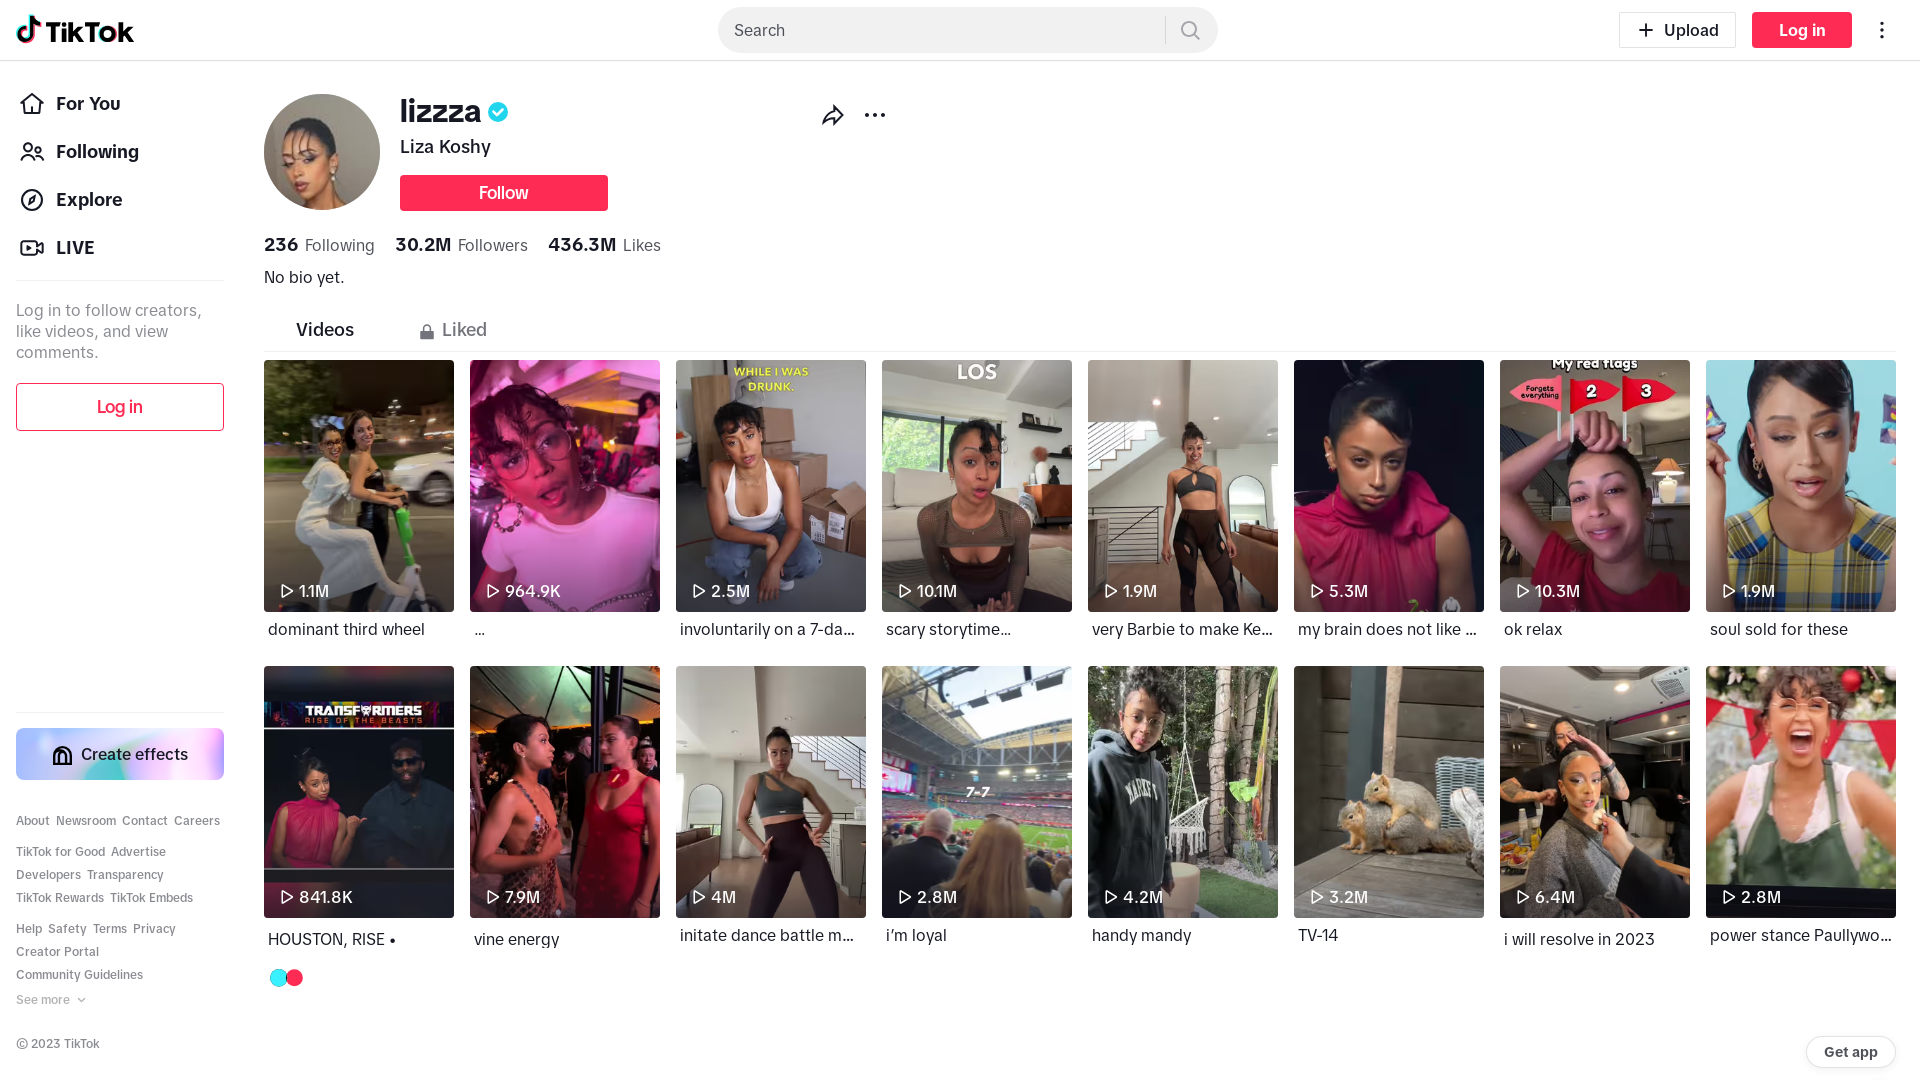 TikTok
Search
Upload
Log in
For You
Following
Explore
LIVE
Log in to follow creators,
like videos, and view
comments.
Log in
Create effects
About Newsroom Contact Careers
TikTok for Good Advertise
Developers Transparency
TikTok Rewards TikTok Embeds
Help Safety Terms Privacy
Creator Portal
Community Guidelines
See more
© 2023 TikTok
lizzza
Liza Koshy
Follow
236 Following 30.2M Followers 436.3M Likes
No bio yet.
Videos Liked
1.1M
dominant third wheel
964.9K
...
WHILE I WAS
DRUNK.
2.5M
involuntarily on a 7-da...
LOS
10.1M
scary storytime...
1.9M
very Barbie to make Ke...
5.3M
my brain does not like ...
My red flags
Forgets
everything
2
3
10.3M
ok relax
1.9M
soul sold for these
TRANSFORMERS
RISE OF THE BEASTS
841.8K
HOUSTON, RISE •
7.9M
vine energy
4M
initate dance battle m...
7-7
2.8M
i’m loyal
4.2M
handy mandy
3.2M
TV-14
6.4M
i will resolve in 2023
2.8M
power stance Paullywo...
Get app